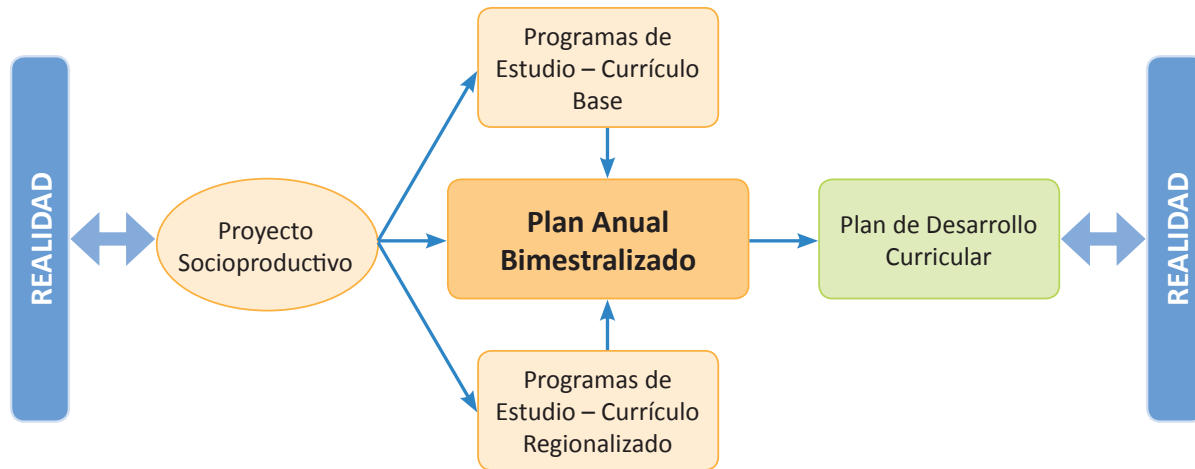 REALIDAD
Proyecto
Socioproductivo
Programas de
Estudio – Currículo
Base
Plan Anual
Bimestralizado
Programas de
Estudio – Currículo
Regionalizado
Plan de Desarrollo
Curricular
REALIDAD